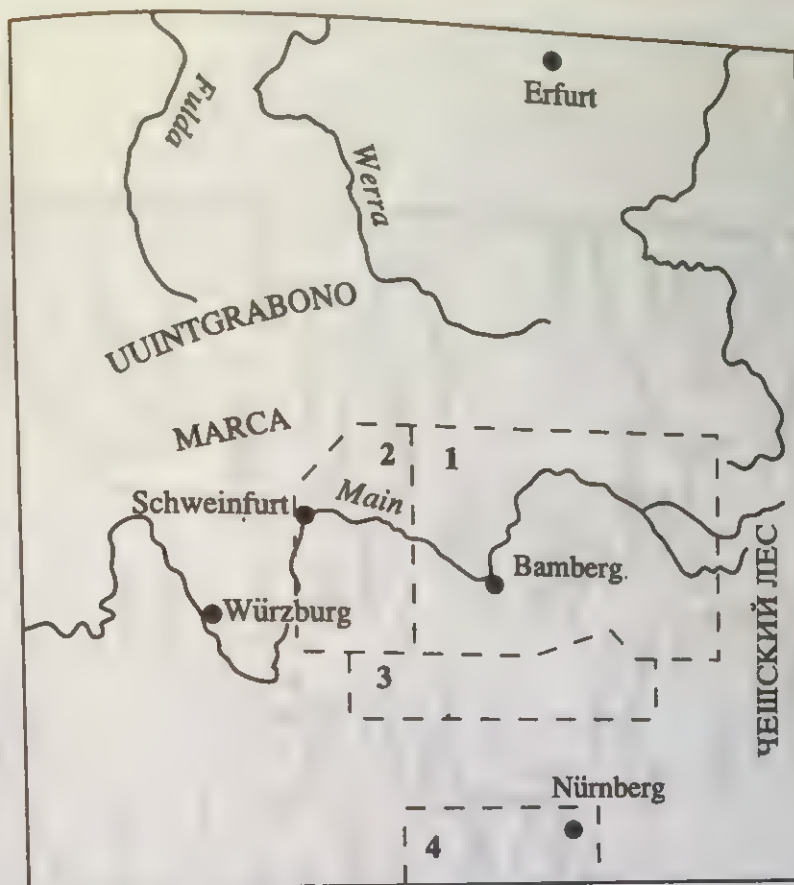 Fulda
Erfurt
Werra
UUINTGRABONO
MARCA
2
1
Schweinfurt
Main
Bamberg.
Würzburg
3
ЧЕШСКИЙ ЛЕС
Nürnberg
4